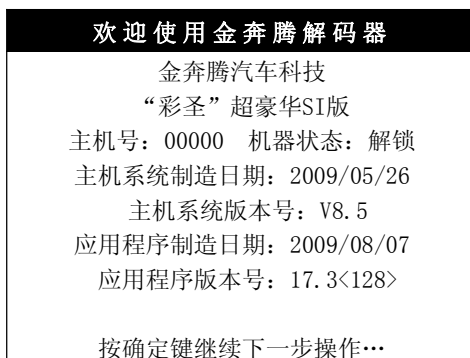 欢迎使用金奔腾解码器
金奔腾汽车科技
“彩圣”超豪华SI版
主机号：00000  机器状态：解锁
主机系统制造日期：2009/05/26
主机系统版本号：V8.5
应用程序制造日期：2009/08/07
应用程序版本号：17.3<128>
按确定键继续下一步操作…